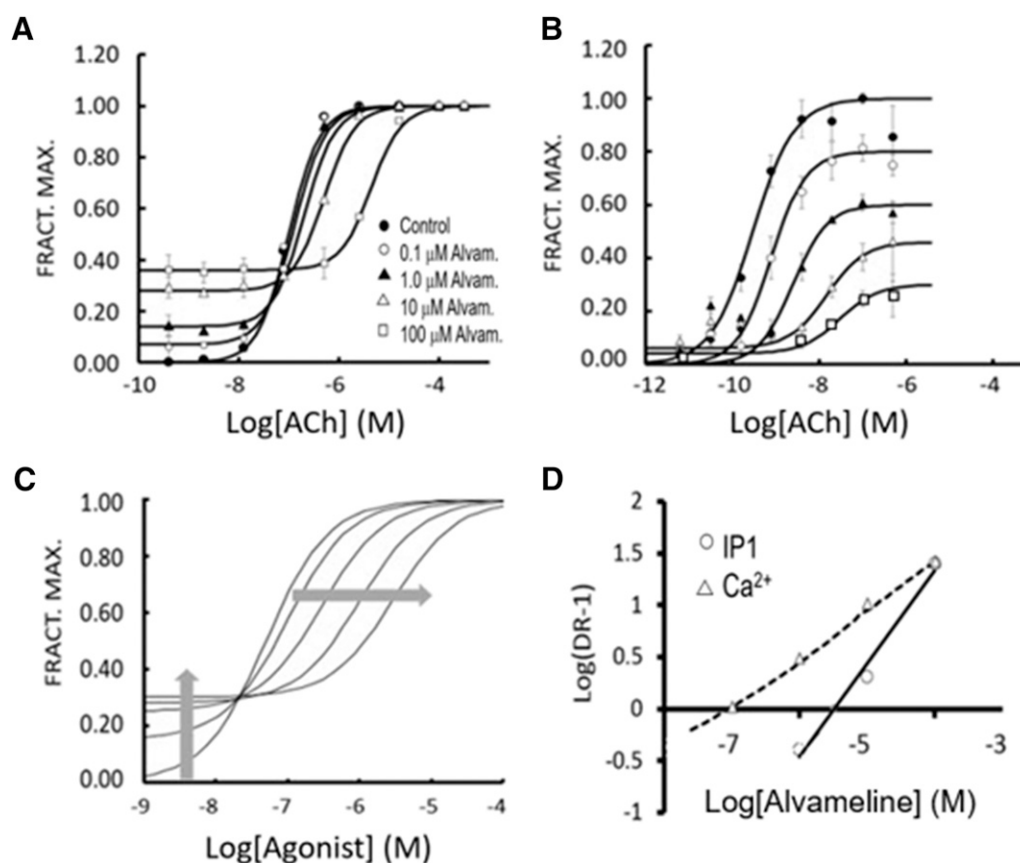 A
1.20
1.00
0.80
0.60
0.40
0.20
0.00
FRACT. MAX.
-10
-8
-6
-4
Log[ACh] (M)
Control
0.1 μM Alvam.
1.0 μM Alvam.
10 μM Alvam.
100 μM Alvam.
B
1.20
1.00
0.80
0.60
0.40
0.20
0.00
FRACT. MAX.
-12
-10
-8
-6
-4
Log[ACh] (M)
C
1.00
0.80
0.60
0.40
0.20
0.00
FRACT. MAX.
-9
-8
-7
-6
-5
-4
Log[Agonist] (M)
D
2
1.5
1
0.5
0
-0.5
-1
Log(DR-1)
IP1
Ca²⁺
-7
-5
-3
Log[Alvameline] (M)